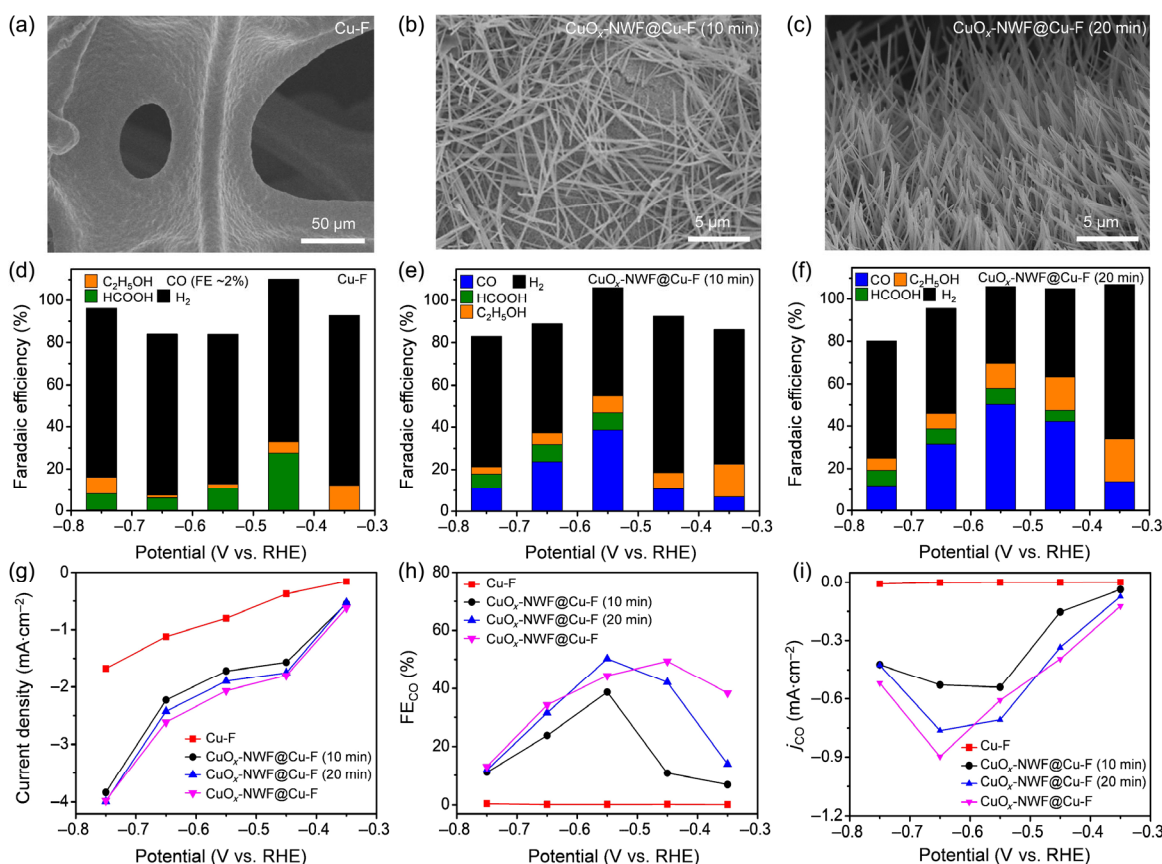 (a)
Cu-F
50 μm
(b)
CuOₓ-NWF@Cu-F (10 min)
5 μm
(c)
CuOₓ-NWF@Cu-F (20 min)
5 μm
(d)
C₂H₅OH CO (FE ~2%) Cu-F
HCOOH H₂
Faradaic efficiency (%)
100
80
60
40
20
0
–0.8 –0.7 –0.6 –0.5 –0.4 –0.3
Potential (V vs. RHE)
(e)
CO H₂ CuOₓ-NWF@Cu-F (10 min)
HCOOH
C₂H₅OH
Faradaic efficiency (%)
100
80
60
40
20
0
–0.8 –0.7 –0.6 –0.5 –0.4 –0.3
Potential (V vs. RHE)
(f)
CO C₂H₅OH CuOₓ-NWF@Cu-F (20 min)
HCOOH H₂
Faradaic efficiency (%)
100
80
60
40
20
0
–0.8 –0.7 –0.6 –0.5 –0.4 –0.3
Potential (V vs. RHE)
(g)
Current density (mA·cm⁻²)
0
–1
–2
–3
–4
Cu-F
CuOₓ-NWF@Cu-F (10 min)
CuOₓ-NWF@Cu-F (20 min)
CuOₓ-NWF@Cu-F
–0.8 –0.7 –0.6 –0.5 –0.4 –0.3
Potential (V vs. RHE)
(h)
FE_CO (%)
80
60
40
20
0
Cu-F
CuOₓ-NWF@Cu-F (10 min)
CuOₓ-NWF@Cu-F (20 min)
CuOₓ-NWF@Cu-F
–0.8 –0.7 –0.6 –0.5 –0.4 –0.3
Potential (V vs. RHE)
(i)
j_CO (mA·cm⁻²)
0.0
–0.3
–0.6
–0.9
–1.2
Cu-F
CuOₓ-NWF@Cu-F (10 min)
CuOₓ-NWF@Cu-F (20 min)
CuOₓ-NWF@Cu-F
–0.8 –0.7 –0.6 –0.5 –0.4 –0.3
Potential (V vs. RHE)